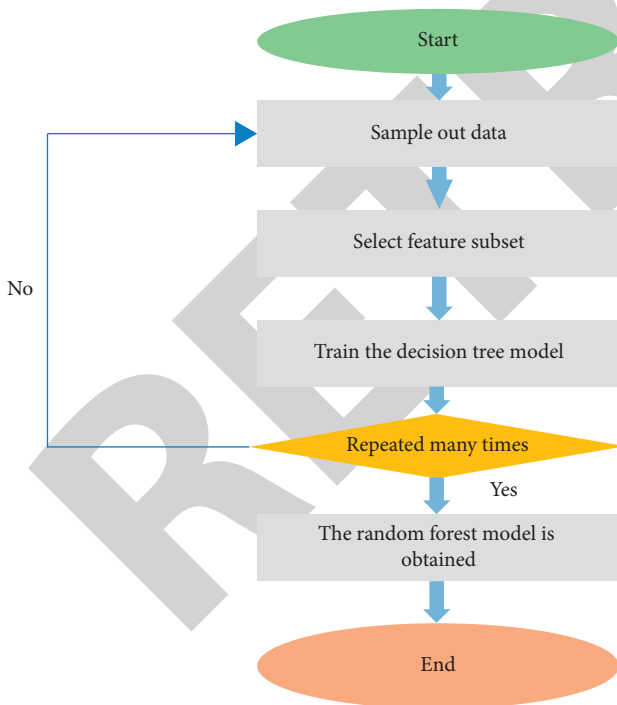 Start
Sample out data
Select feature subset
No
Train the decision tree model
Repeated many times
Yes
The random forest model is
obtained
End